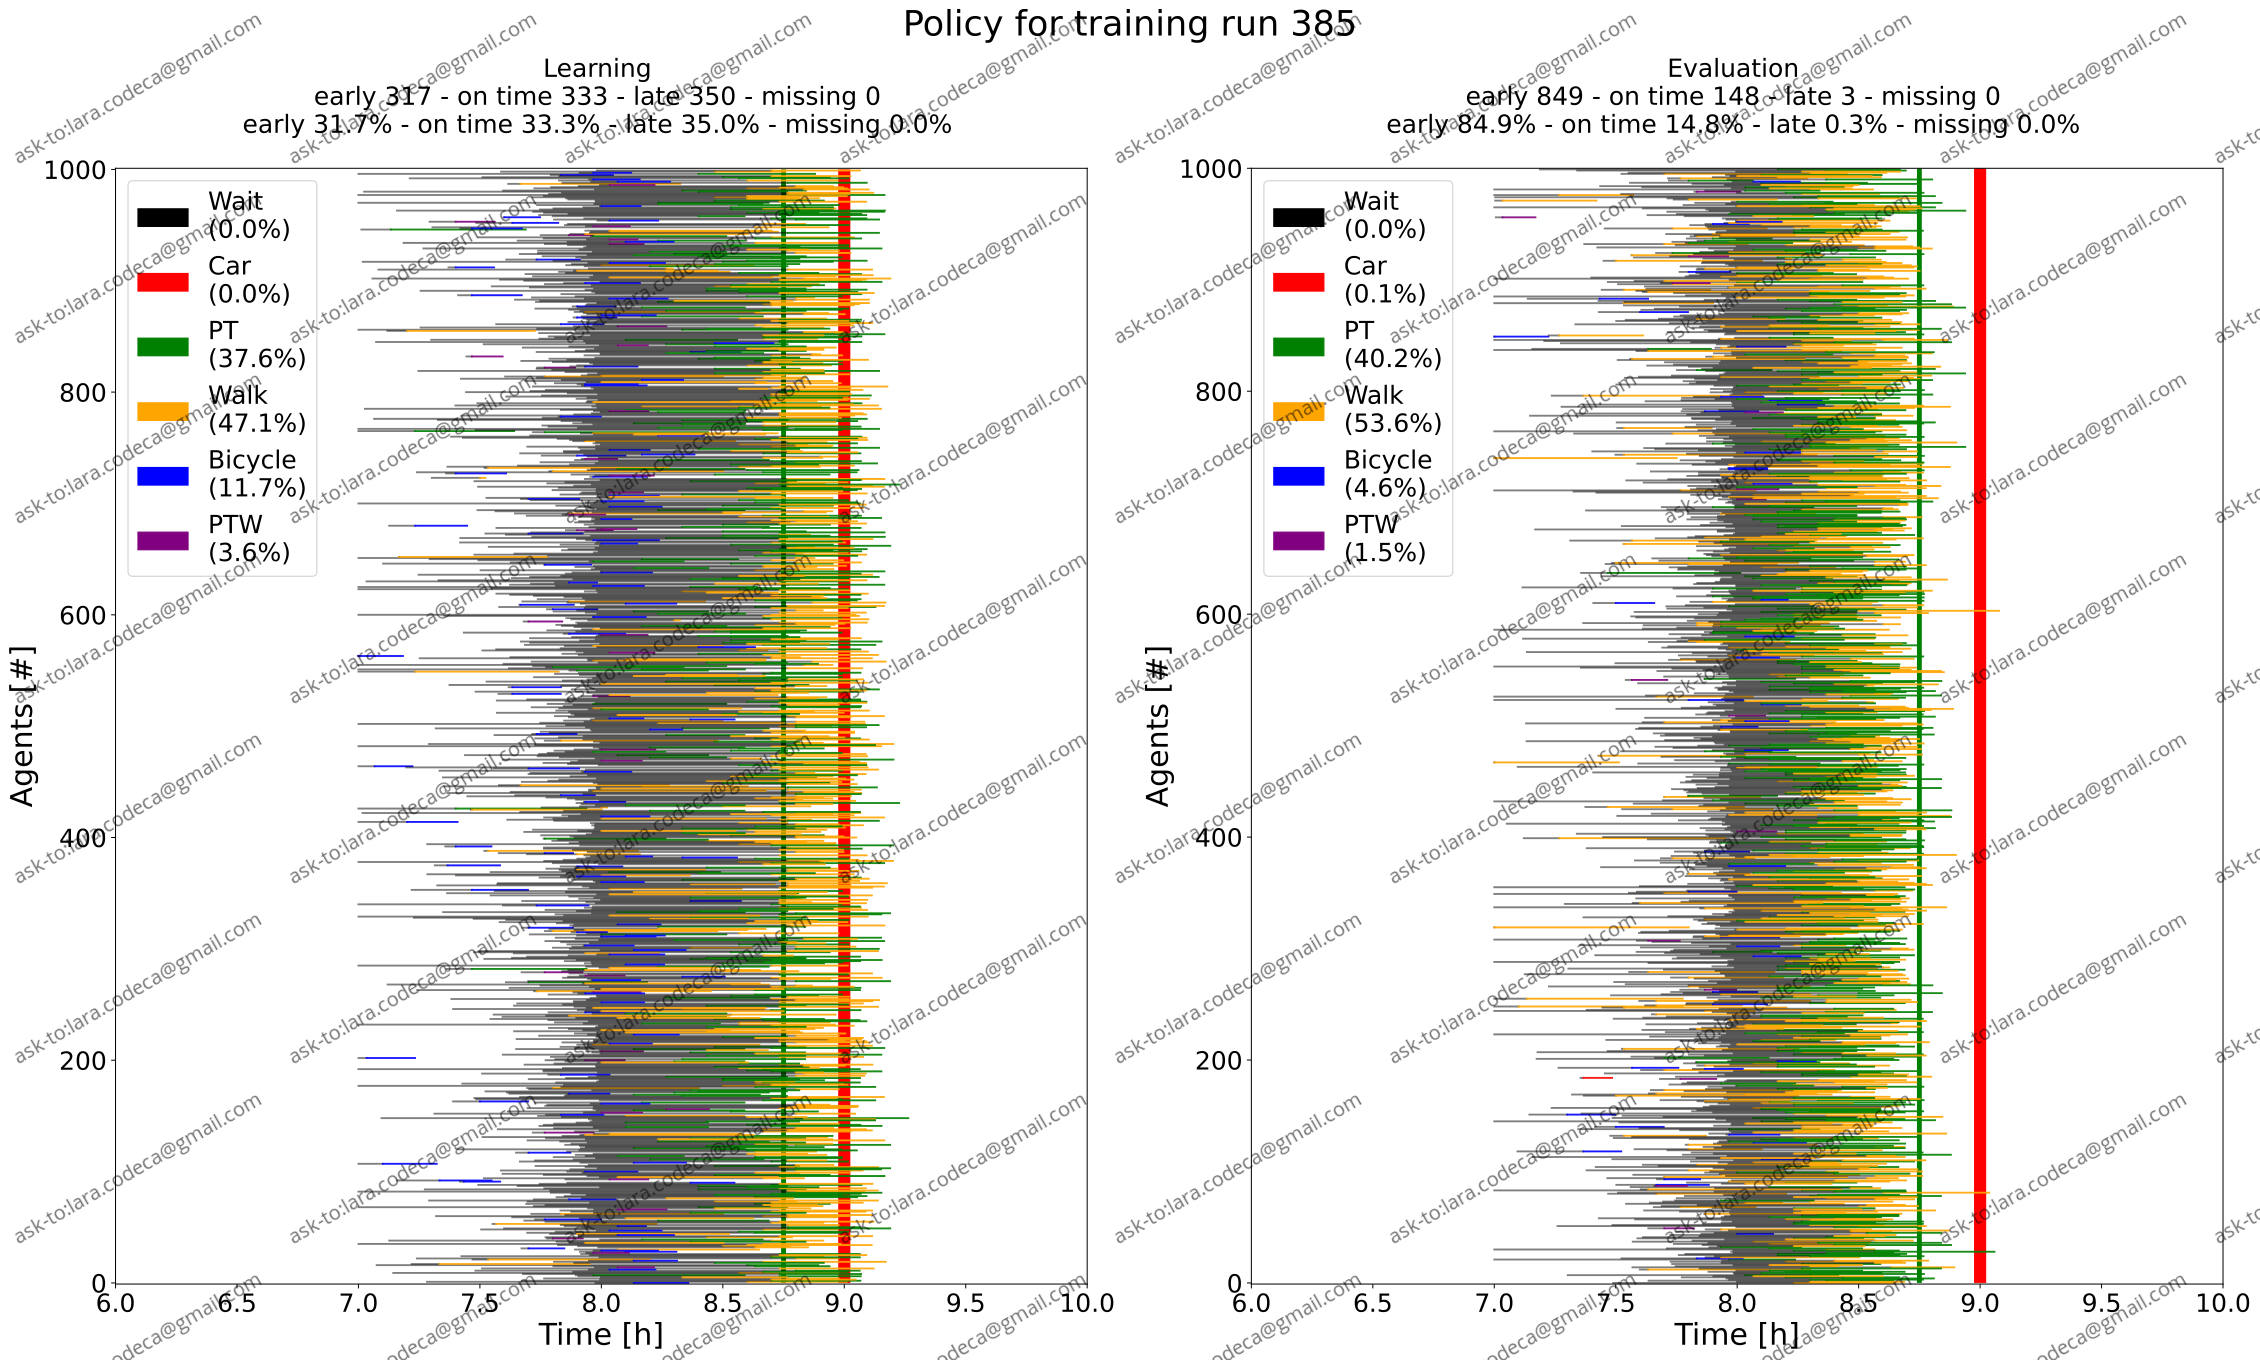 Policy for training run 385
Learning
early 317 - on time 333 - late 350 - missing 0
early 31.7% - on time 33.3% - late 35.0% - missing 0.0%
Evaluation
early 849 - on time 148 - late 3 - missing 0
early 84.9% - on time 14.8% - late 0.3% - missing 0.0%
Agents [#]
1000
800
600
400
200
0
Wait
(0.0%)
Car
(0.0%)
PT
(37.6%)
Walk
(47.1%)
Bicycle
(11.7%)
PTW
(3.6%)
6.0 6.5 7.0 7.5 8.0 8.5 9.0 9.5 10.0
Time [h]
Agents [#]
1000
800
600
400
200
0
Wait
(0.0%)
Car
(0.1%)
PT
(40.2%)
Walk
(53.6%)
Bicycle
(4.6%)
PTW
(1.5%)
6.0 6.5 7.0 7.5 8.0 8.5 9.0 9.5 10.0
Time [h]
ask-to:lara.codeca@gmail.com